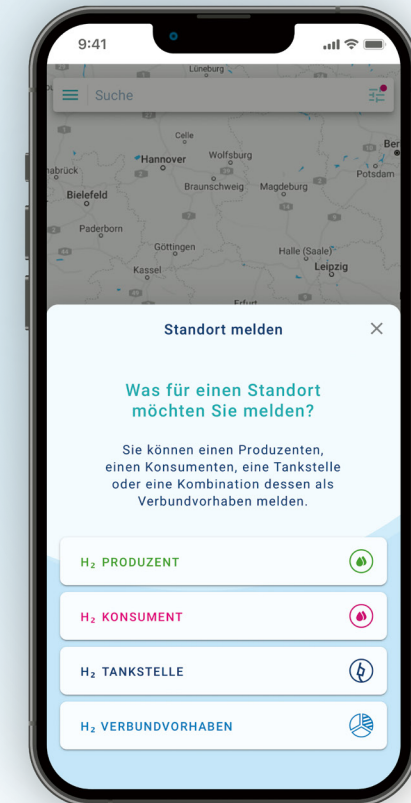 9:41
Lüneburg
Suche
Celle
Hannover
Wolfsburg
Ber
nabrück
Braunschweig
Magdeburg
Potsdam
Bielefeld
Paderborn
Göttingen
Halle (Saale)
Kassel
Leipzig
Erfurt
Standort melden
Was für einen Standort
möchten Sie melden?
Sie können einen Produzenten,
einen Konsumenten, eine Tankstelle
oder eine Kombination dessen als
Verbundvorhaben melden.
H₂ PRODUZENT
H₂ KONSUMENT
H₂ TANKSTELLE
H₂ VERBUNDVORHABEN